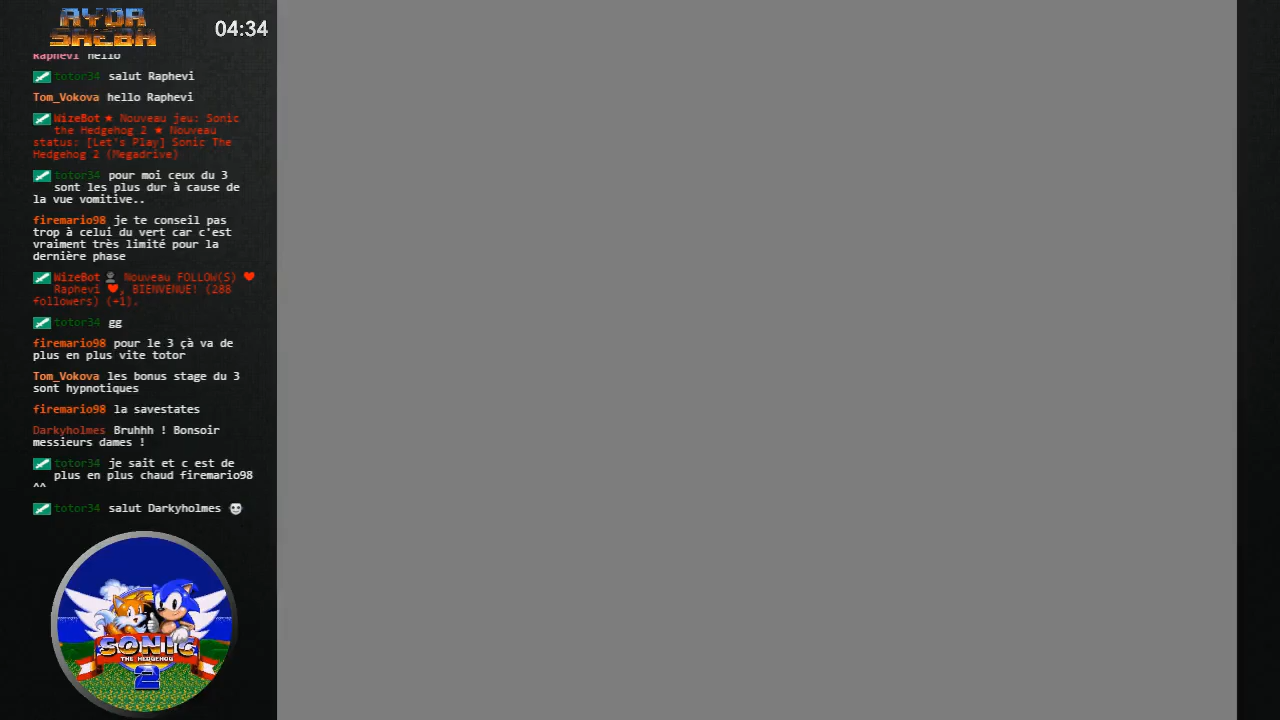 RYOA
SAEBA
04:34
Raphevi hello
totor34 salut Raphevi
Tom_Vokova hello Raphevi
WizeBot ★ Nouveau jeu: Sonic
the Hedgehog 2 ★ Nouveau
status: [Let's Play] Sonic The
Hedgehog 2 (Megadrive)
totor34 pour moi ceux du 3
sont les plus dur à cause de
la vue vomitive..
firemario98 je te conseil pas
trop à celui du vert car c'est
vraiment très limité pour la
dernière phase
WizeBot Nouveau FOLLOW(S) ❤
Raphevi ❤, BIENVENUE! (288
followers) (+1).
totor34 gg
firemario98 pour le 3 çà va de
plus en plus vite totor
Tom_Vokova les bonus stage du 3
sont hypnotiques
firemario98 la savestates
Darkyholmes Bruhhh ! Bonsoir
messieurs dames !
totor34 je sait et c est de
plus en plus chaud firemario98
^^
totor34 salut Darkyholmes
SONIC
THE HEDGEHOG
2